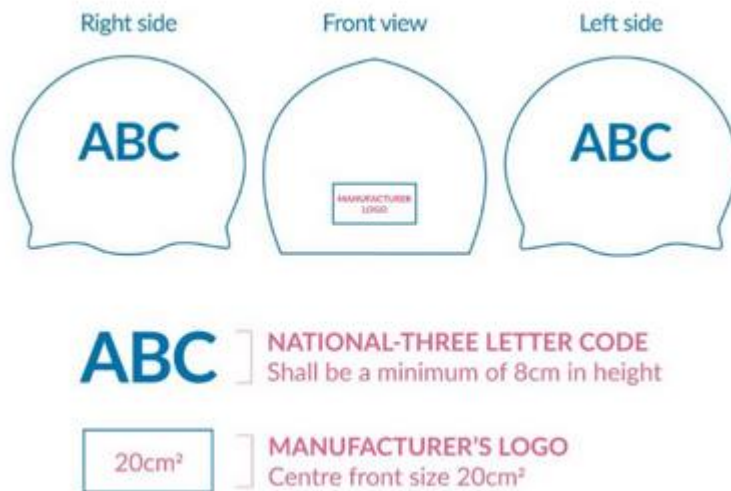 Right side
Front view
Left side
ABC
ABC
MANUFACTURER
LOGO
ABC
NATIONAL-THREE LETTER CODE
Shall be a minimum of 8cm in height
20cm²
MANUFACTURER'S LOGO
Centre front size 20cm²